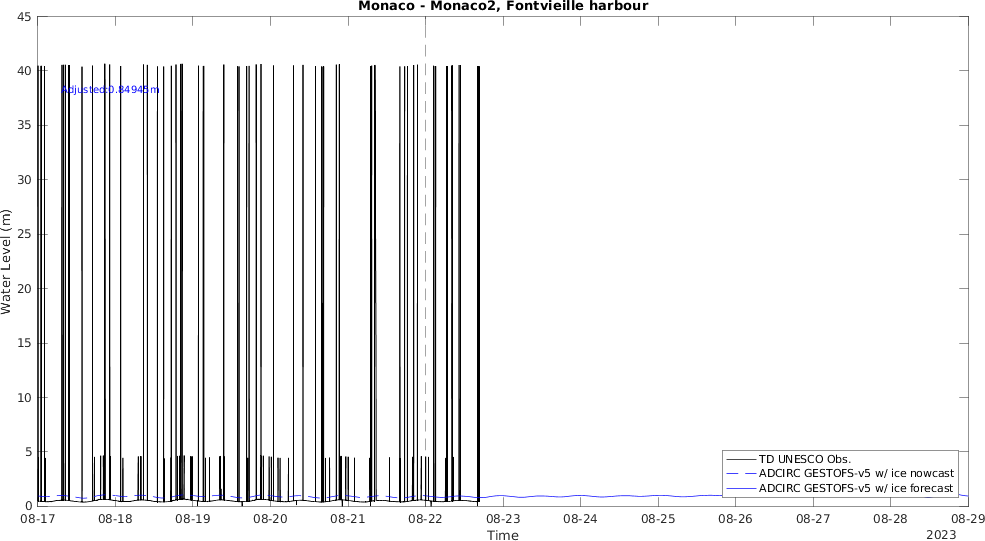 Monaco - Monaco2, Fontvieille harbour
45
40
35
30
25
20
15
10
5
0
Water Level (m)
Adjusted:0.84945m
TD UNESCO Obs.
ADCIRC GESTOFS-v5 w/ ice nowcast
ADCIRC GESTOFS-v5 w/ ice forecast
08-17 08-18 08-19 08-20 08-21 08-22 08-23 08-24 08-25 08-26 08-27 08-28 08-29
Time
2023